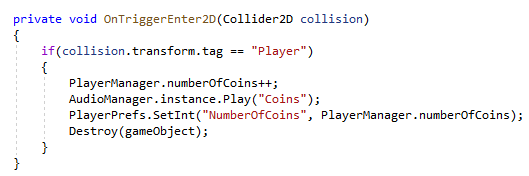 private void OnTriggerEnter2D(Collider2D collision)
{
    if(collision.transform.tag == "Player")
    {
        PlayerManager.numberOfCoins++;
        AudioManager.instance.Play("Coins");
        PlayerPrefs.SetInt("NumberOfCoins", PlayerManager.numberOfCoins);
        Destroy(gameObject);
    }
}